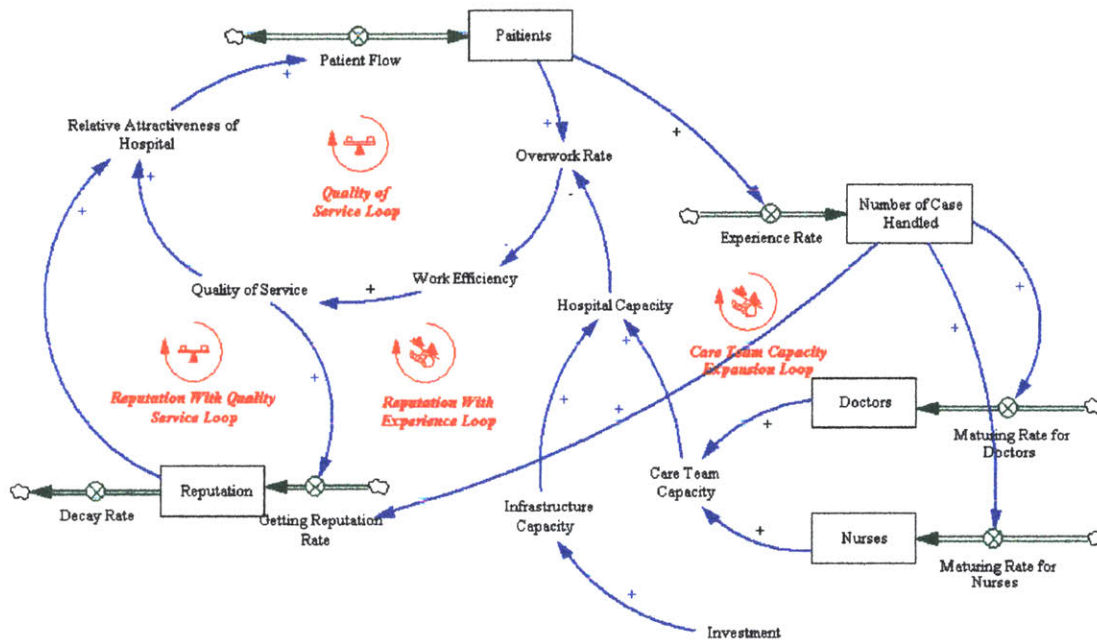 Paitients
Patient Flow
+
+
Relative Attractiveness of
Hospital
+
+
+
+
Overwork Rate
Quality of
Service Loop
-
Number of Case
Handled
Experience Rate
-
Work Efficiency
+
Quality of Service
Hospital Capacity
+
+
+
+
+
Care Team Capacity
Expansion Loop
Reputation With Quality
Service Loop
Reputation With
Experience Loop
+
+
Doctors
+
Maturing Rate for
Doctors
Care Team
Capacity
Reputation
Decay Rate
Getting Reputation
Rate
Infrastructure
Capacity
+
Nurses
Maturing Rate for
Nurses
+
Investment